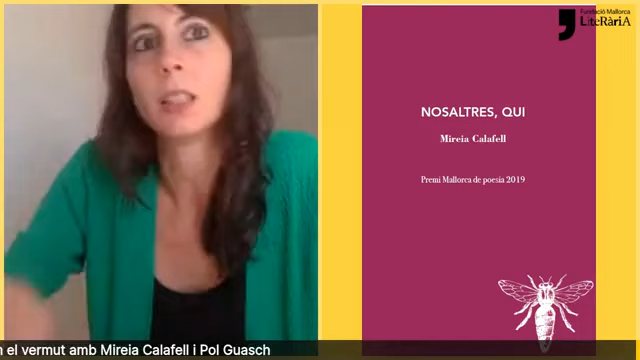 Fundació Mallorca
LiteRàriA
NOSALTRES, QUI
Mireia Calafell
Premi Mallorca de poesia 2019
el vermut amb Mireia Calafell i Pol Guasch